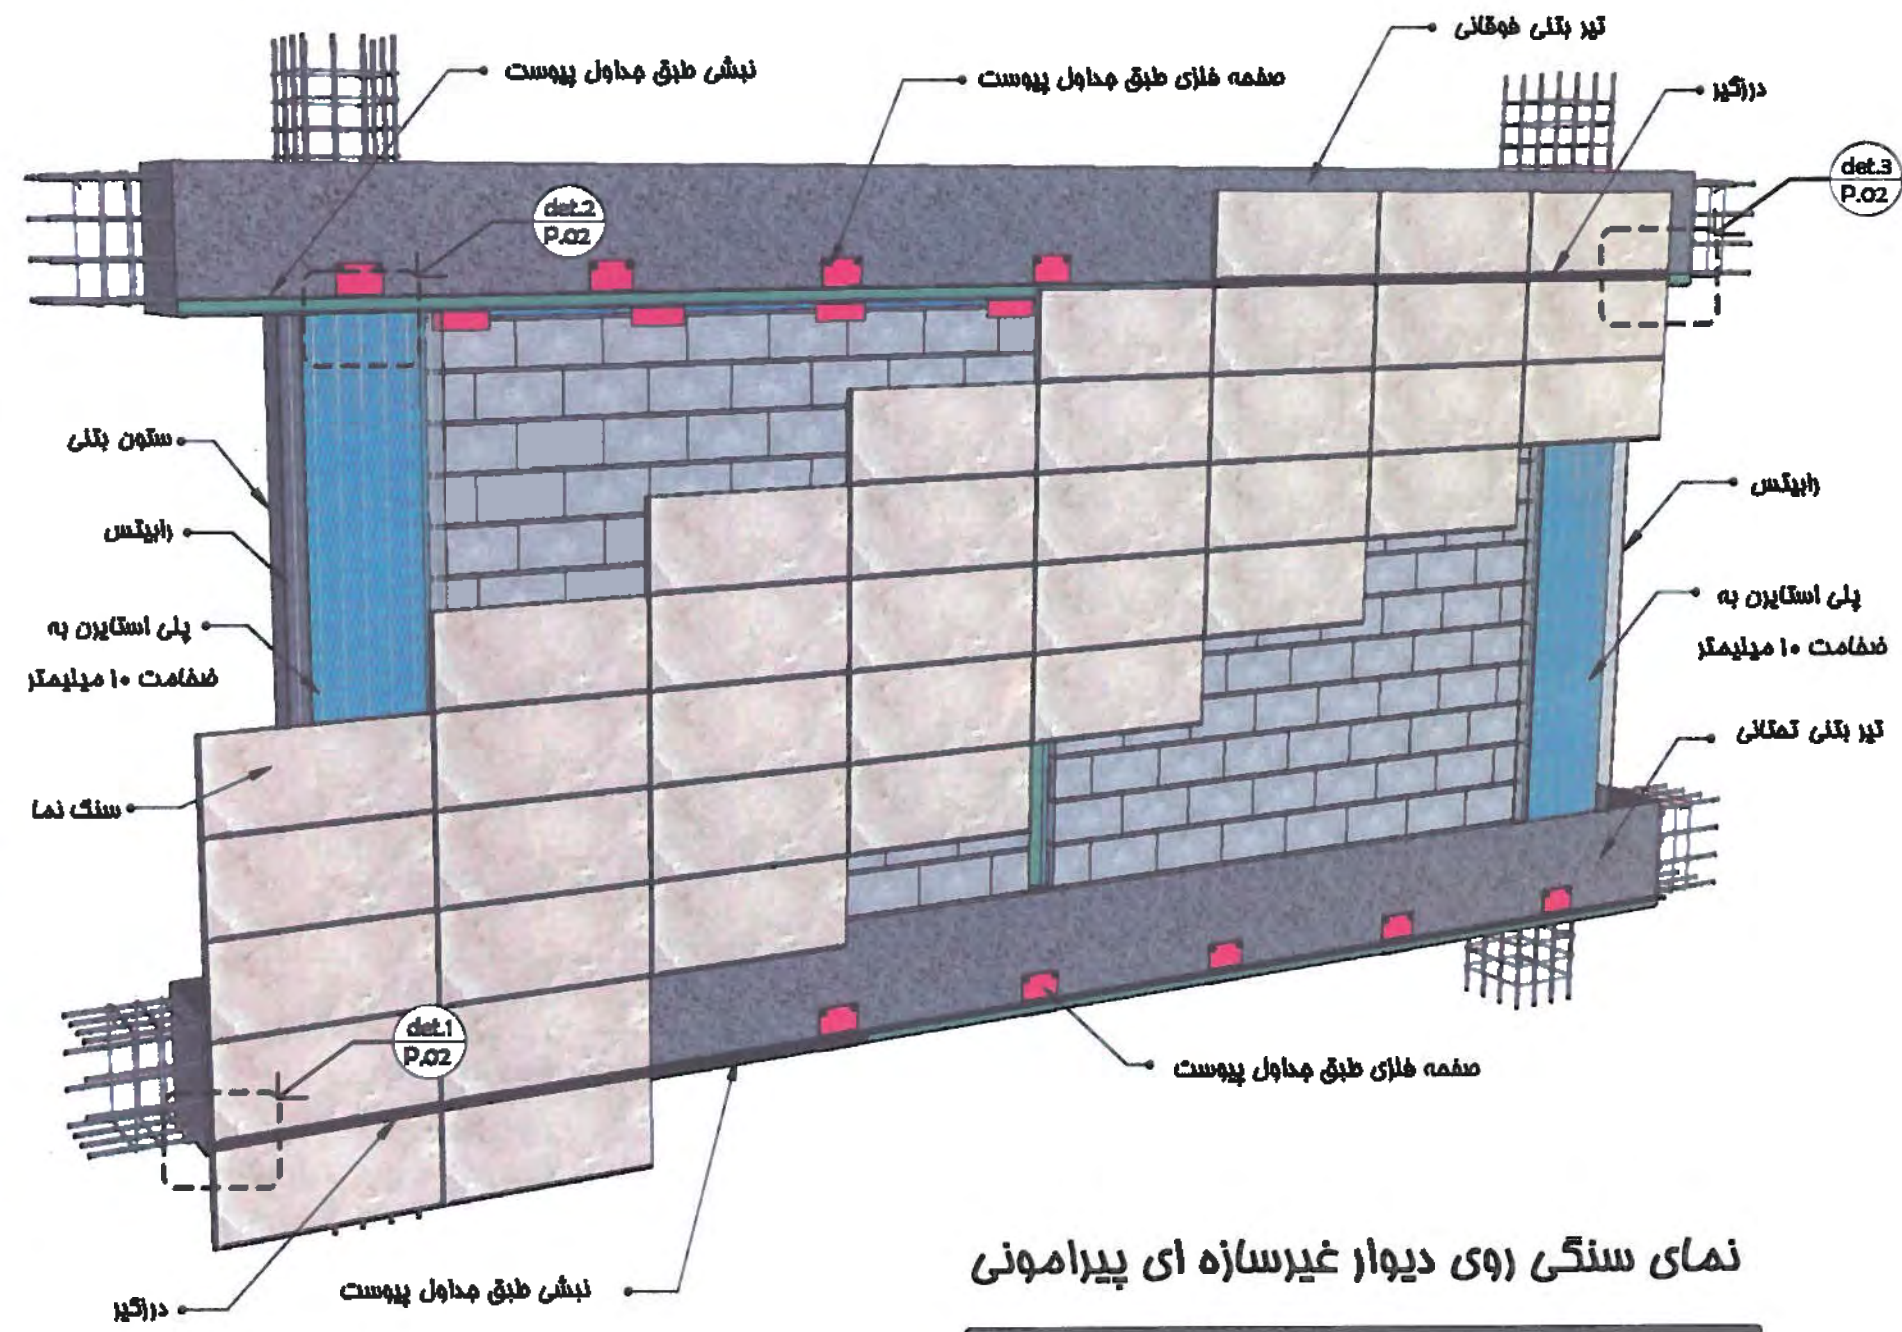 تیر بتنی فوقانی
نبشی طبق جداول پیوست
صفحه فلزی طبق جداول پیوست
درزگیر
det.3
P.02
det.2
P.02
ستون بتنی
رابیتس
رابیتس
پلی استایرن به
ضخامت ۱۰ میلیمتر
پلی استایرن به
ضخامت ۱۰ میلیمتر
تیر بتنی تحتانی
سنگ نما
det.1
P.02
صفحه فلزی طبق جداول پیوست
نمای سنگی روی دیوار غیرسازه ای پیرامونی
نبشی طبق جداول پیوست
درزگیر